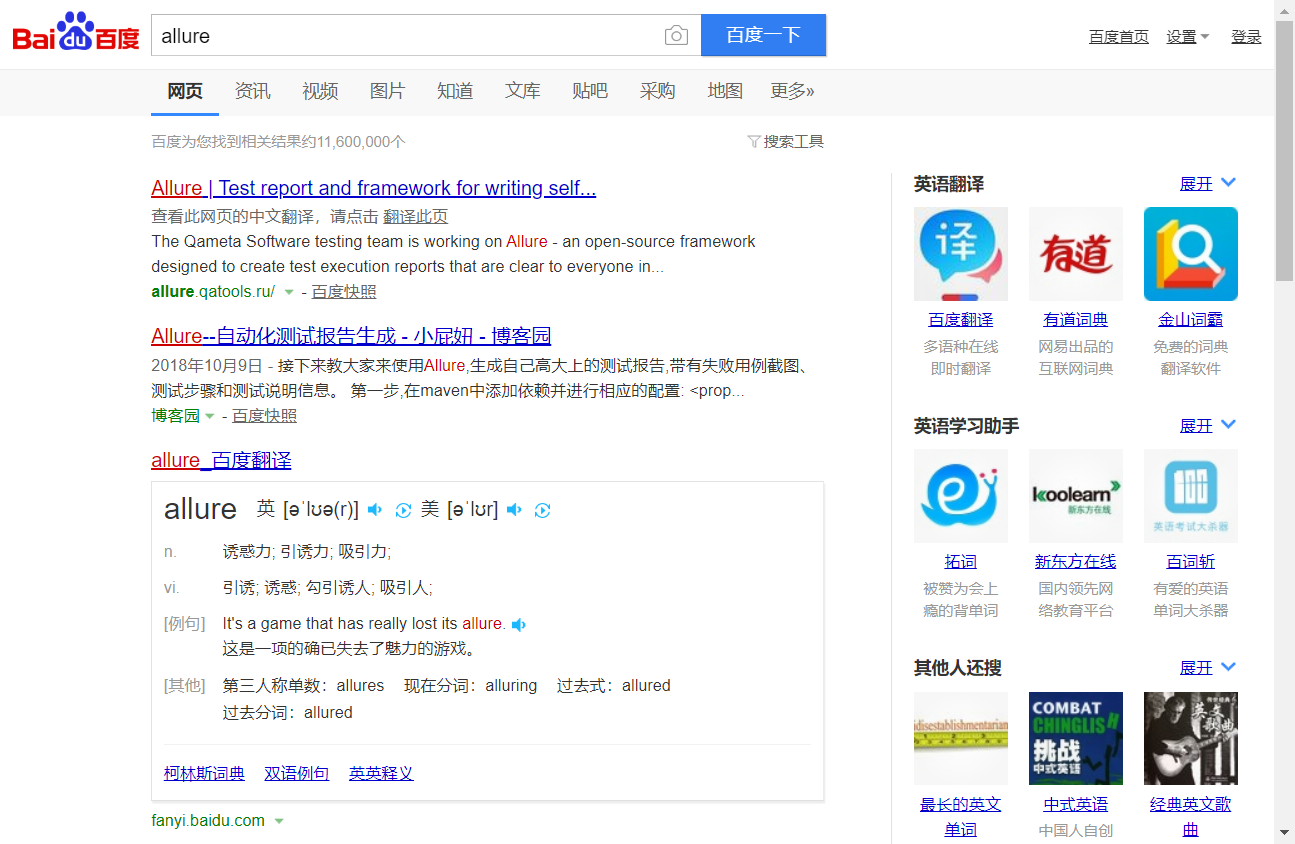 Bai du 百度
allure
百度一下
百度首页 设置 登录
网页 资讯 视频 图片 知道 文库 贴吧 采购 地图 更多»
百度为您找到相关结果约11,600,000个
搜索工具
Allure | Test report and framework for writing self...
查看此网页的中文翻译，请点击 翻译此页
The Qameta Software testing team is working on Allure - an open-source framework
designed to create test execution reports that are clear to everyone in...
allure.qatools.ru/ - 百度快照
Allure--自动化测试报告生成 - 小屁妞 - 博客园
2018年10月9日 - 接下来教大家来使用Allure,生成自己高大上的测试报告,带有失败用例截图、
测试步骤和测试说明信息。 第一步,在maven中添加依赖并进行相应的配置: <prop...
博客园 - 百度快照
allure_百度翻译
allure 英 [əˈlʊə(r)] 美 [əˈlʊr]
n. 诱惑力; 引诱力; 吸引力;
vi. 引诱; 诱惑; 勾引诱人; 吸引人;
[例句] It's a game that has really lost its allure.
这是一项的确已失去了魅力的游戏。
[其他] 第三人称单数：allures 现在分词：alluring 过去式：allured
过去分词：allured
柯林斯词典 双语例句 英英释义
fanyi.baidu.com
英语翻译 展开
译
有道
百度翻译 有道词典 金山词霸
多语种在线 网易出品的 免费的词典
即时翻译 互联网词典 翻译软件
英语学习助手 展开
koolearn
新东方在线
100
英语考试大杀器
拓词 新东方在线 百词斩
被赞为会上 国内领先网 有爱的英语
瘾的背单词 络教育平台 单词大杀器
其他人还搜 展开
disestablishmentarian
COMBAT
CHINGLISH
挑战
中式英语
英文
歌曲
最长的英文 中式英语 经典英文歌
单词 中国人自创 曲